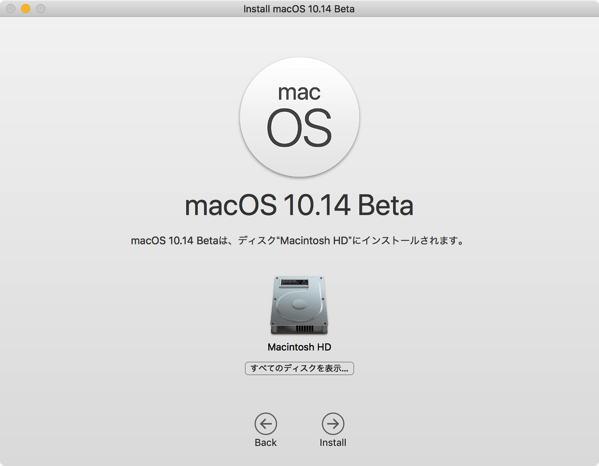 Install macOS 10.14 Beta
mac
OS
macOS 10.14 Beta
macOS 10.14 Betaは、ディスク“Macintosh HD”にインストールされます。
Macintosh HD
すべてのディスクを表示...
Back
Install